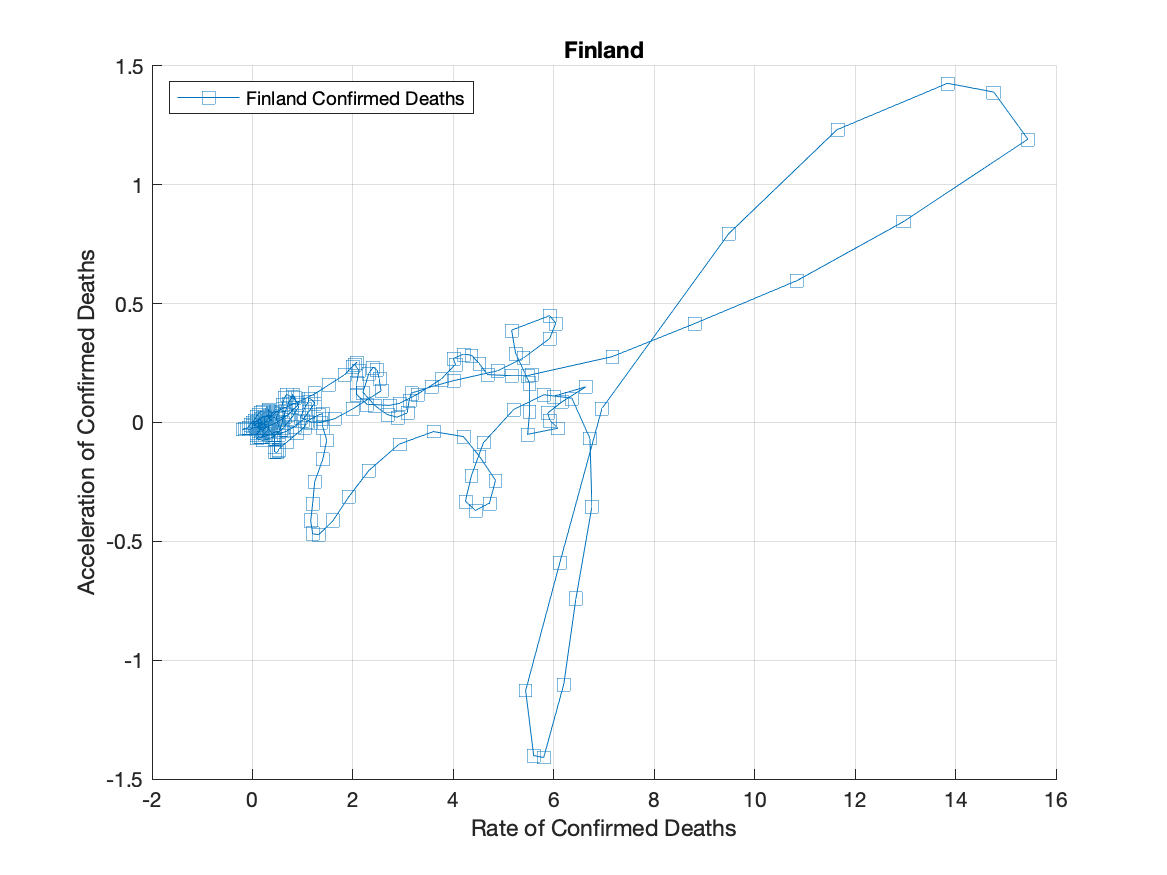 Finland
1.5
Finland Confirmed Deaths
1
0.5
0
-0.5
-1
-1.5
Acceleration of Confirmed Deaths
-2 0 2 4 6 8 10 12 14 16
Rate of Confirmed Deaths